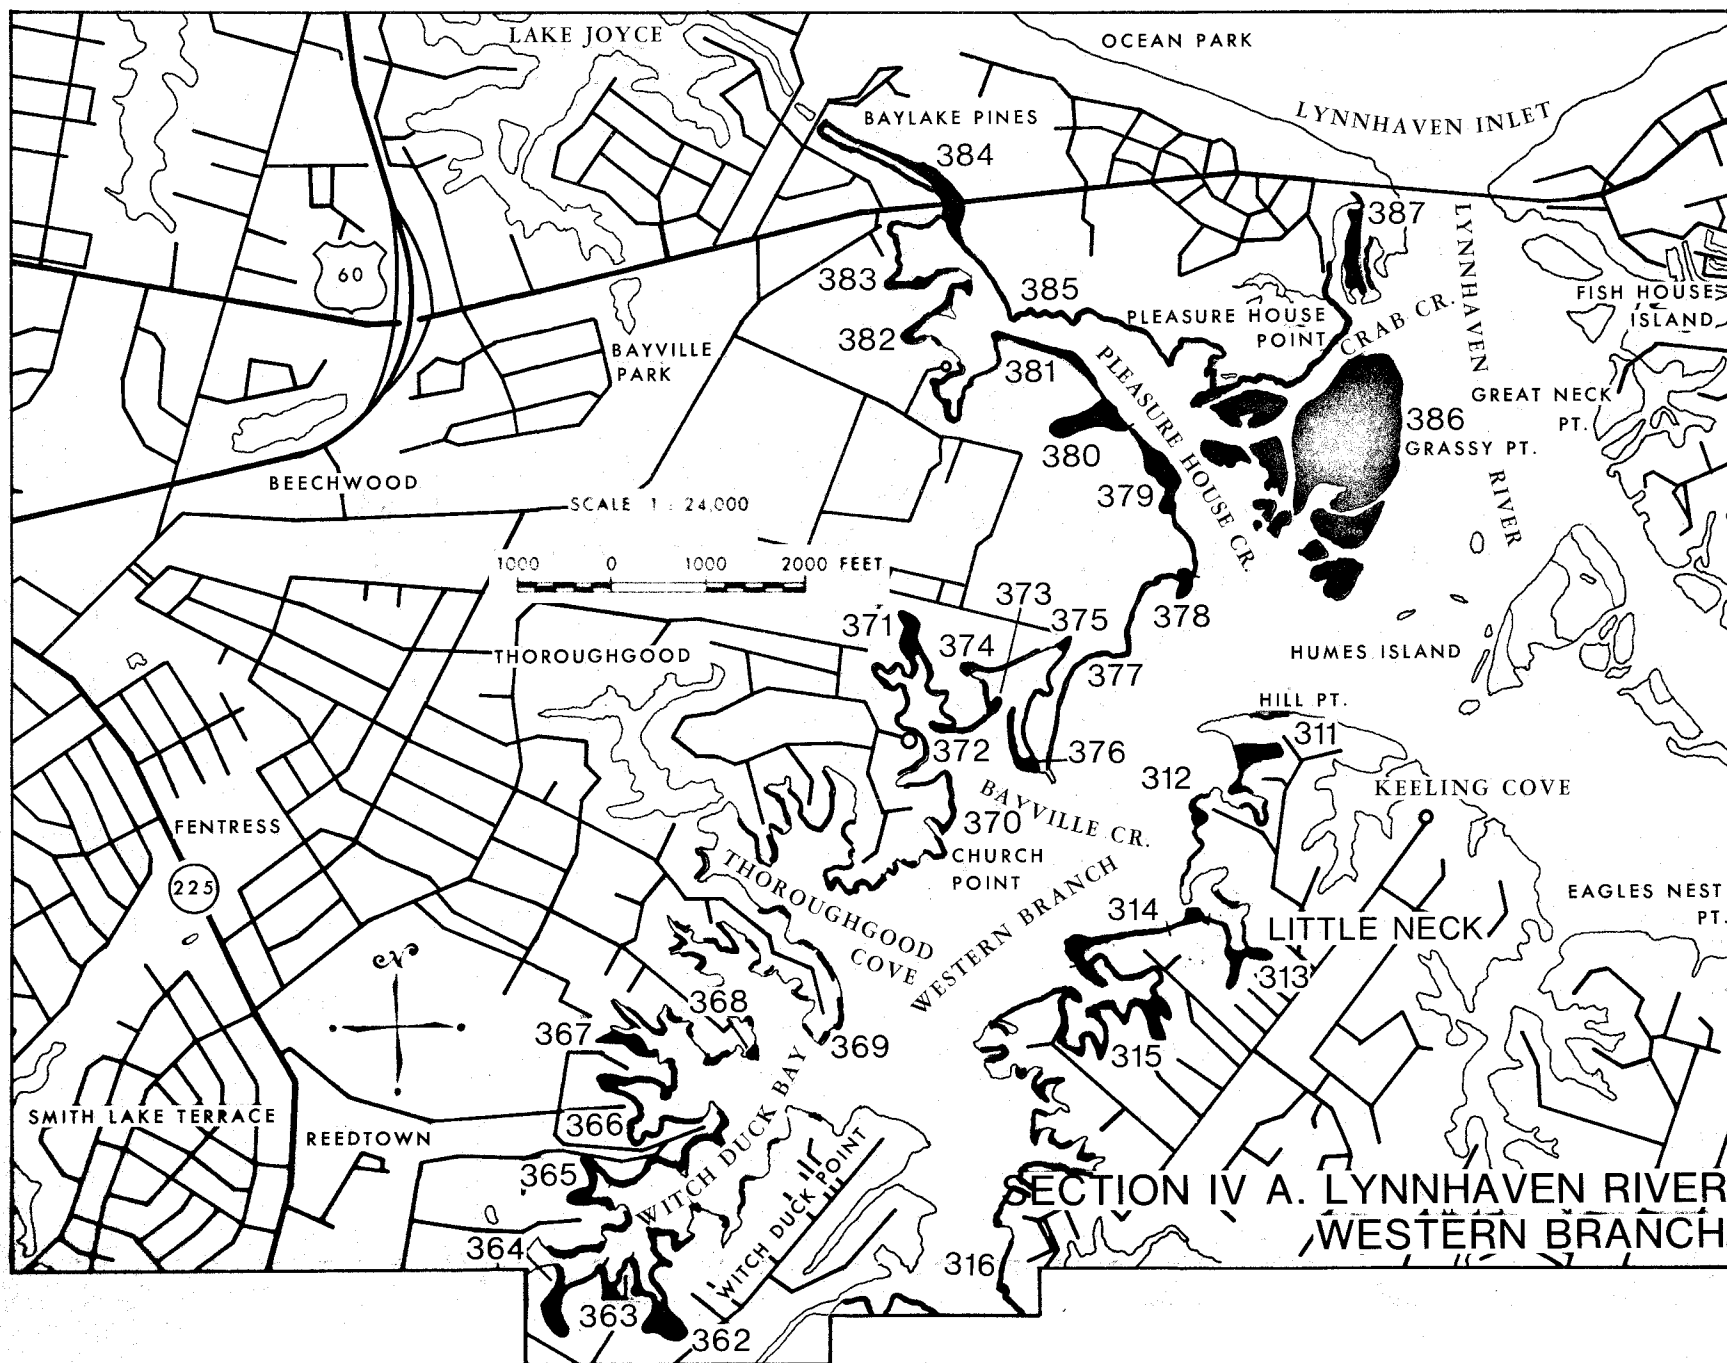 LAKE JOYCE
OCEAN PARK
LYNNHAVEN INLET
BAYLAKE PINES
384
387
60
383
385
PLEASURE HOUSE
POINT
CRAB CR.
LYNNHAVEN
RIVER
FISH HOUSE
ISLAND
382
BAYVILLE
PARK
381
PLEASURE HOUSE CR.
GREAT NECK
PT.
386
GRASSY PT.
380
379
BEECHWOOD
SCALE 1 : 24,000
1000 0 1000 2000 FEET
373
371
374
375
378
THOROUGHGOOD
377
HUMES ISLAND
HILL PT.
311
372
376
312
KEELING COVE
BAYVILLE CR.
370
CHURCH
POINT
FENTRESS
225
THOROUGHGOOD
COVE
WESTERN BRANCH
EAGLES NEST
PT.
314
LITTLE NECK
313
N
368
367
369
315
WITCH DUCK BAY
SMITH LAKE TERRACE
REEDTOWN
366
365
WITCH DUCK POINT
SECTION IV A. LYNNHAVEN RIVER
WESTERN BRANCH
364
316
363
362